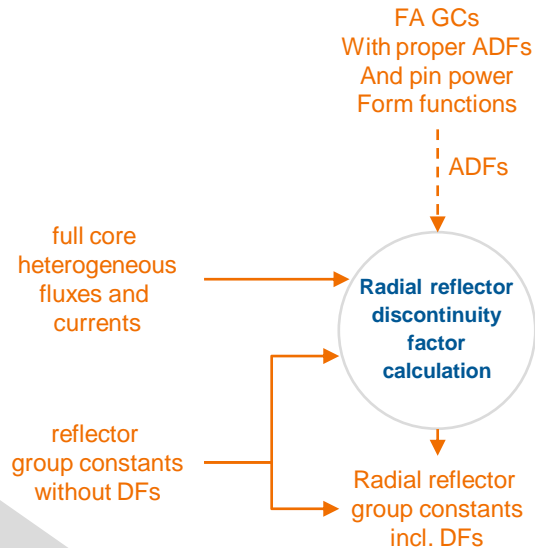 FA GCs
With proper ADFs
And pin power
Form functions
ADFs
full core
heterogeneous
fluxes and
currents
Radial reflector
discontinuity
factor
calculation
reflector
group constants
without DFs
Radial reflector
group constants
incl. DFs